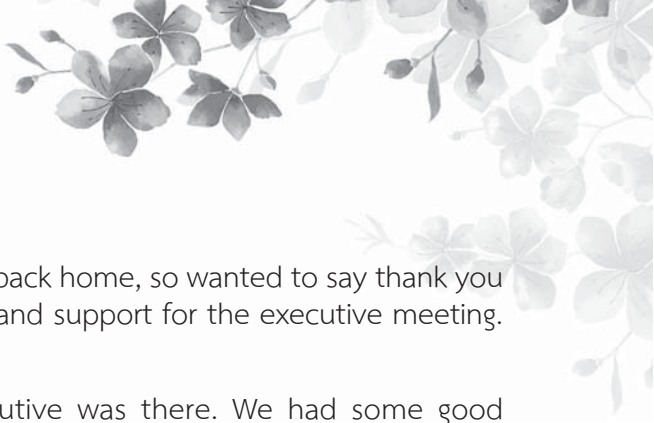 back home, so wanted to say thank you
and support for the executive meeting.
was there. We had some good